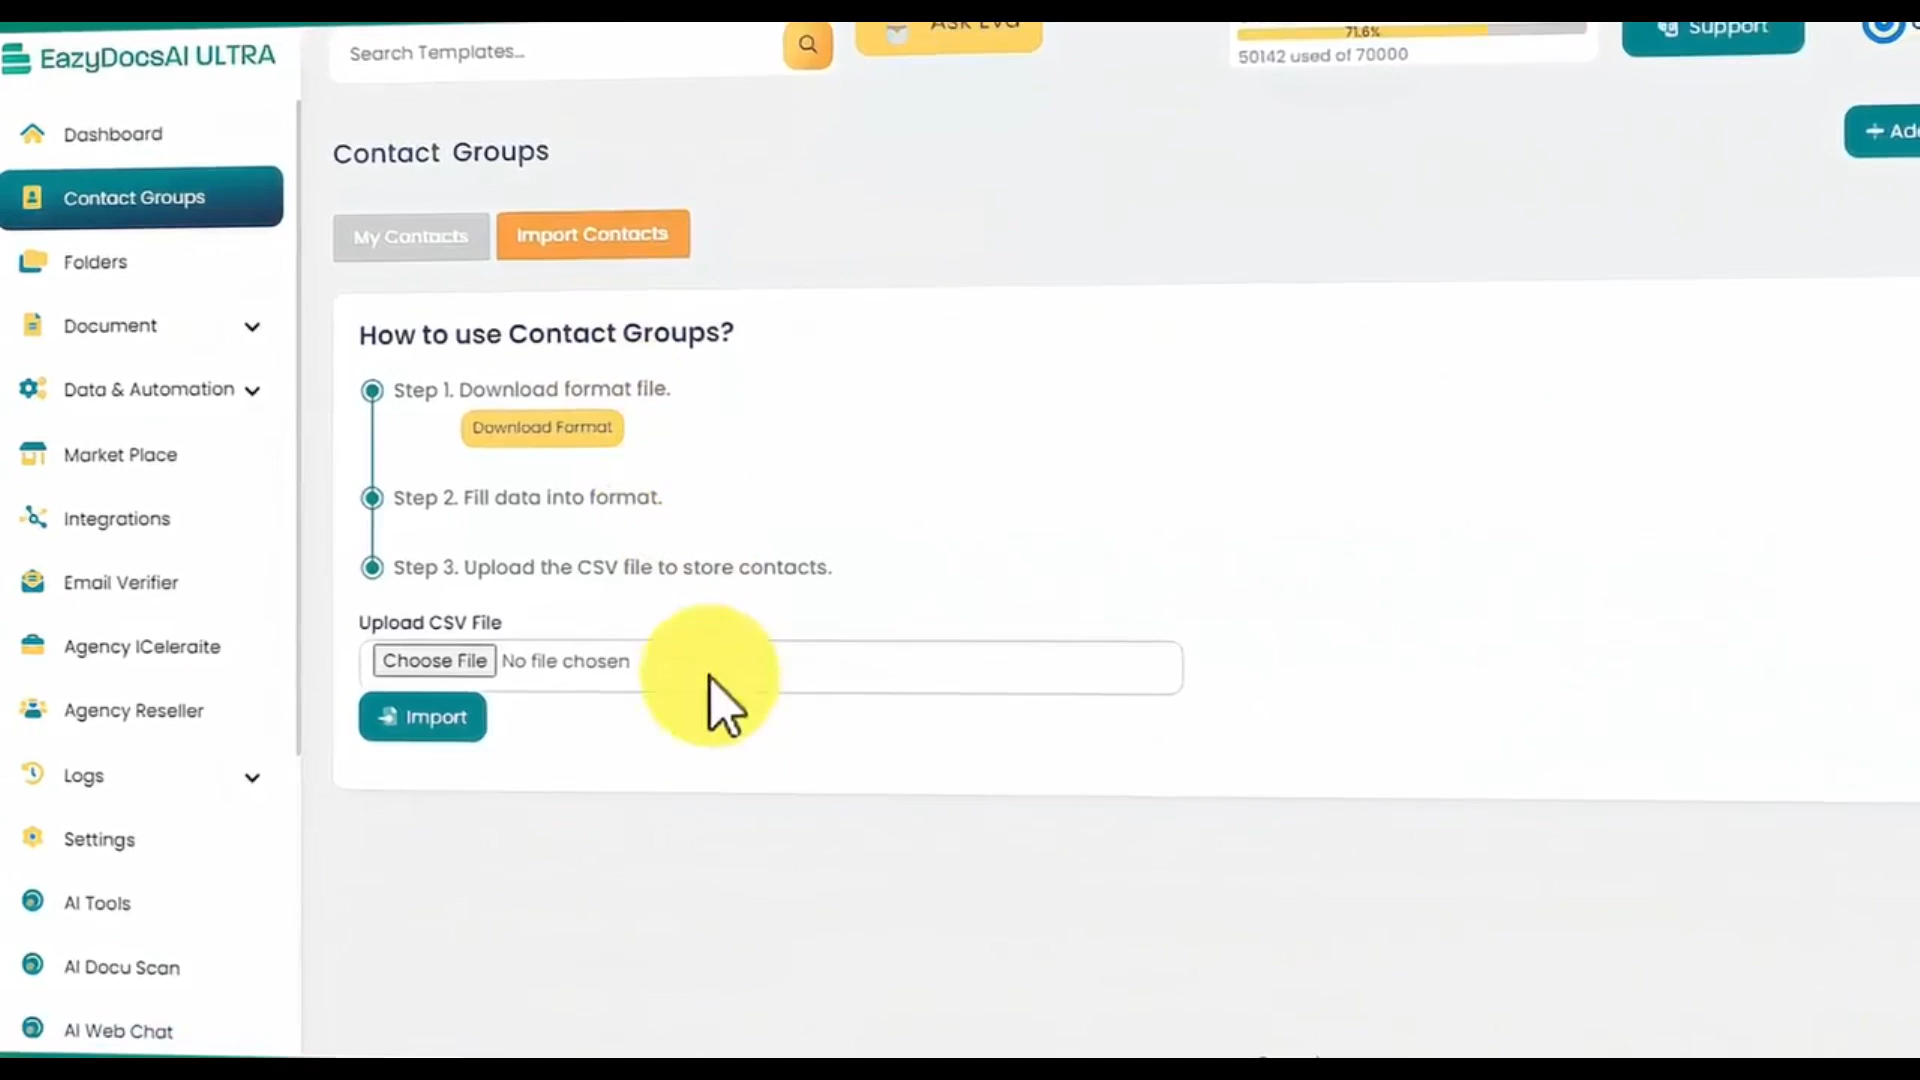 EazyDocsAI ULTRA
Search Templates...
71.6%
50142 used of 70000
Support
Dashboard
Contact Groups
Folders
Document
Data & Automation
Market Place
Integrations
Email Verifier
Agency ICeleraite
Agency Reseller
Logs
Settings
AI Tools
AI Docu Scan
AI Web Chat
Contact Groups
My Contacts
Import Contacts
How to use Contact Groups?
Step 1. Download format file.
Download Format
Step 2. Fill data into format.
Step 3. Upload the CSV file to store contacts.
Upload CSV File
Choose File No file chosen
Import